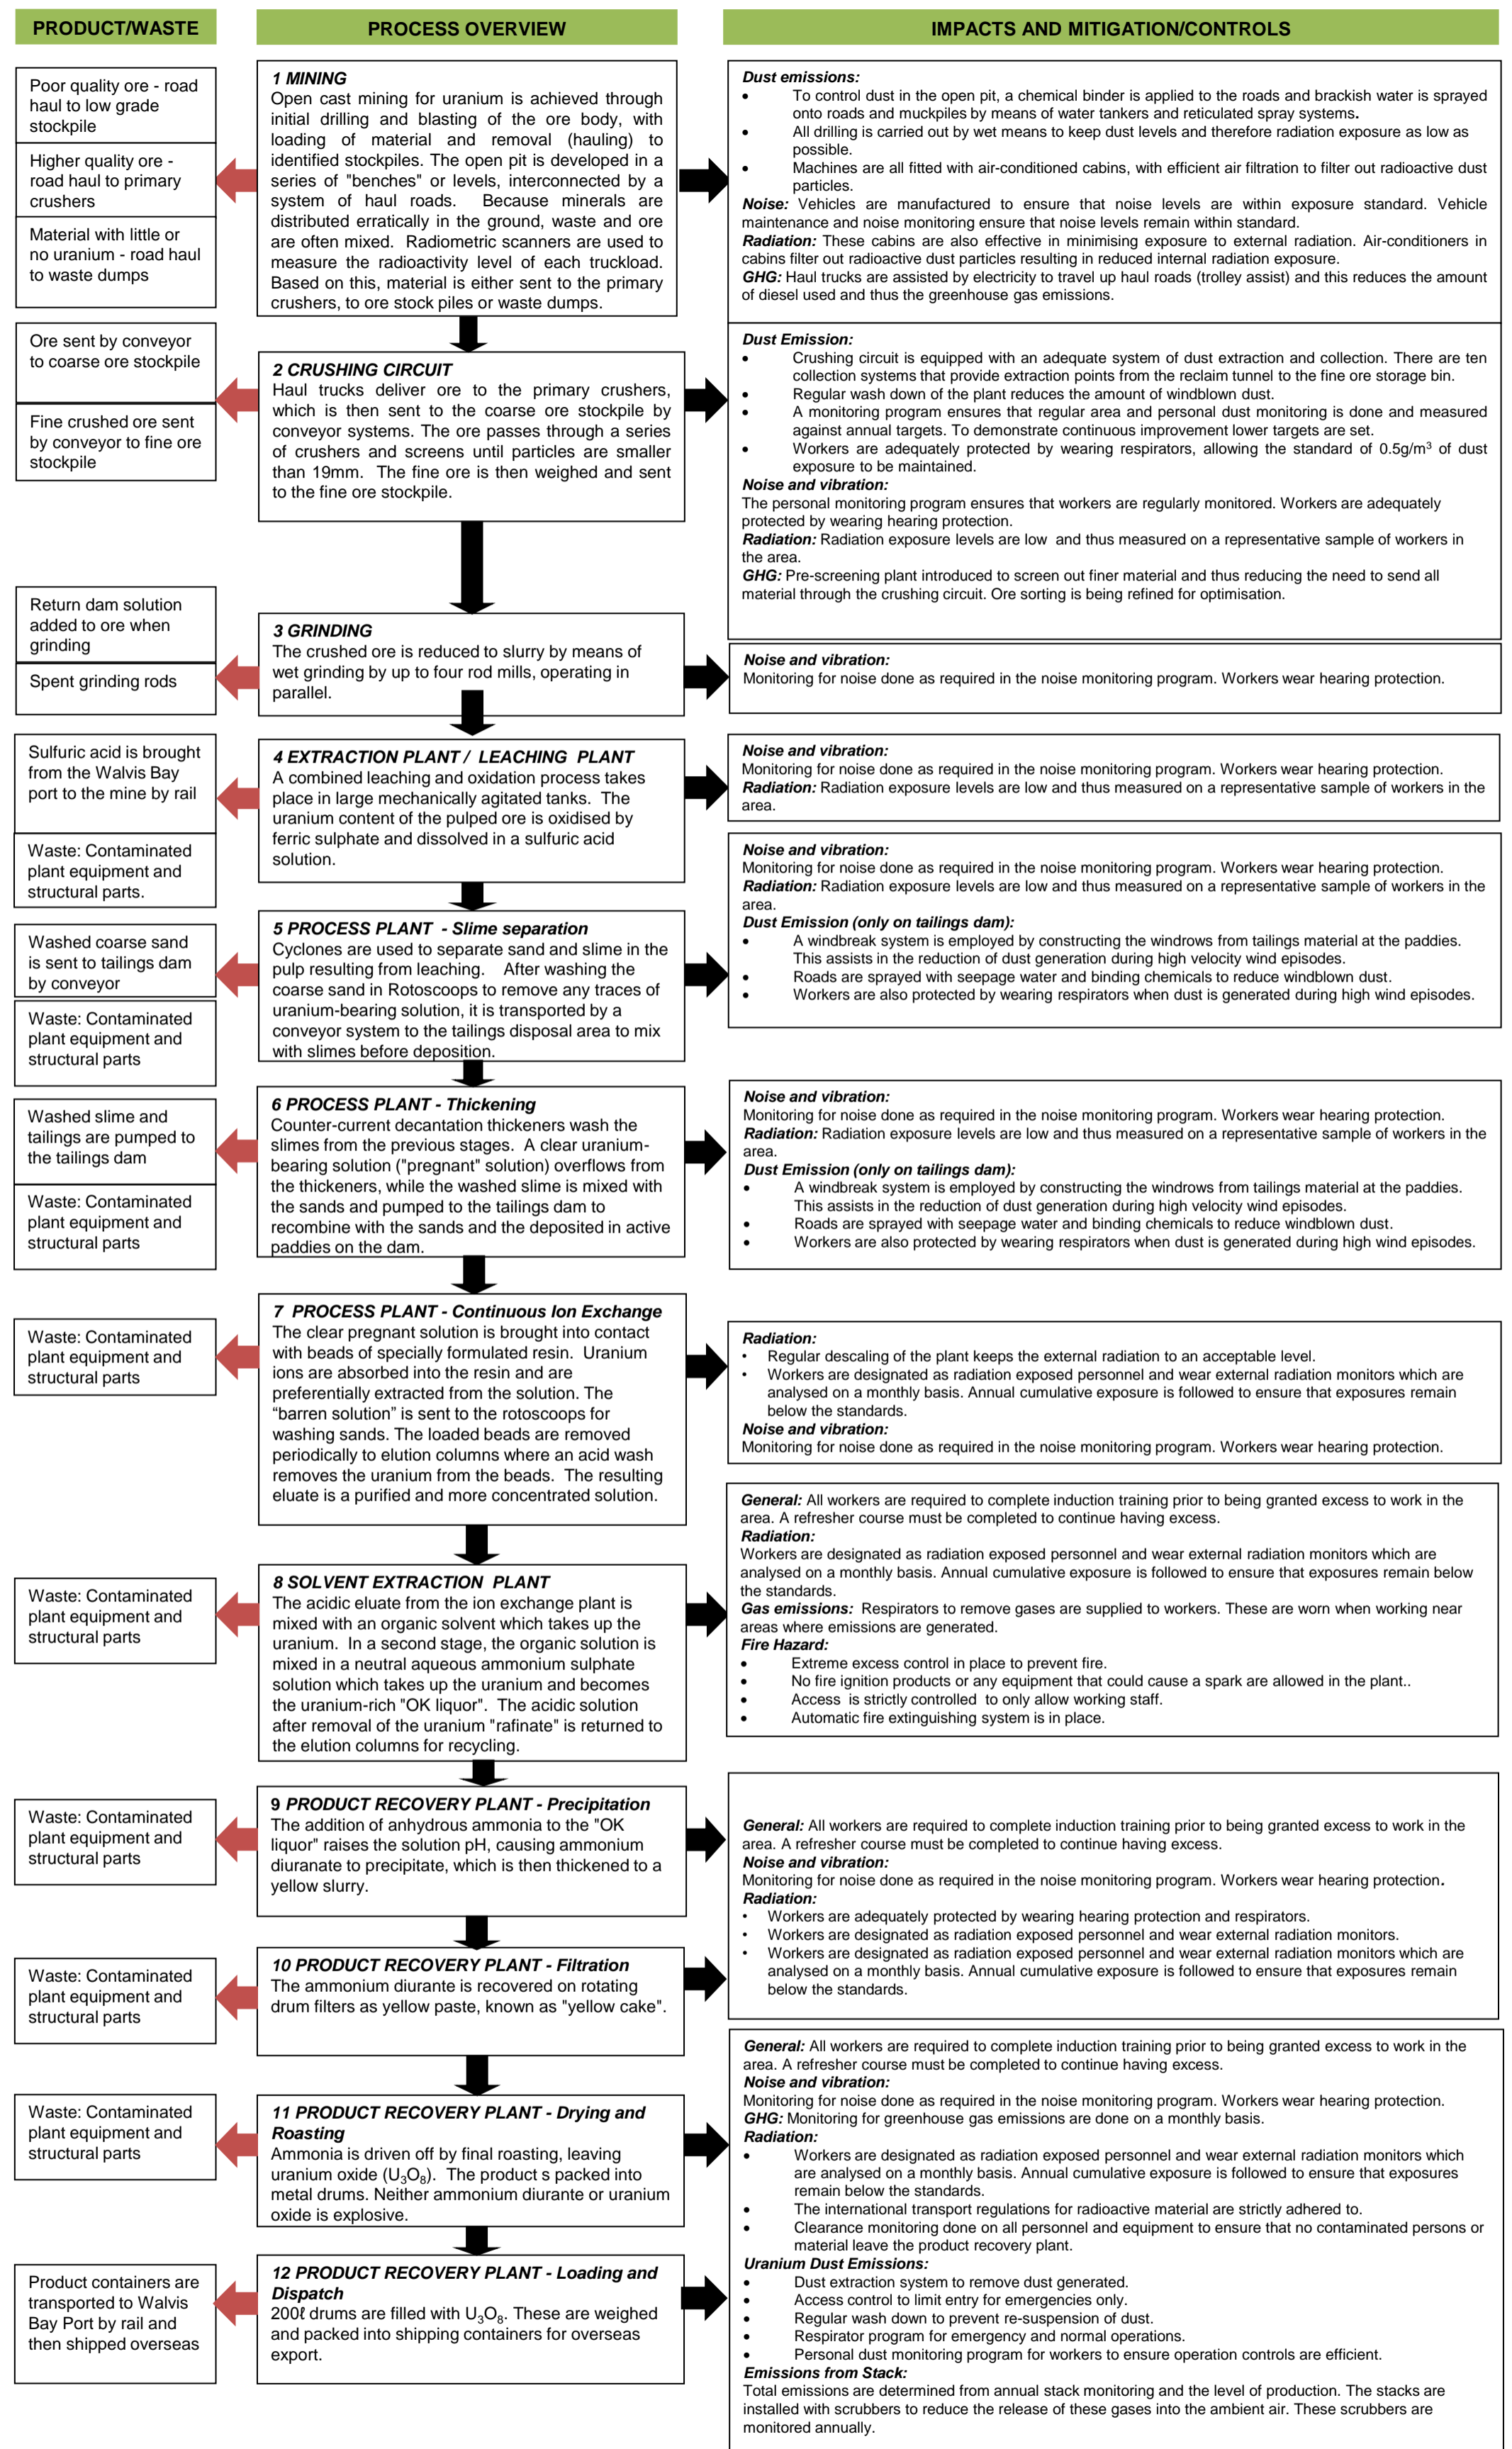 PRODUCT/WASTE
PROCESS OVERVIEW
IMPACTS AND MITIGATION/CONTROLS
Poor quality ore - road
haul to low grade
stockpile
Higher quality ore -
road haul to primary
crushers
Material with little or
no uranium - road haul
to waste dumps
1 MINING
Open cast mining for uranium is achieved through
initial drilling and blasting of the ore body, with
loading of material and removal (hauling) to
identified stockpiles. The open pit is developed in a
series of "benches" or levels, interconnected by a
system of haul roads. Because minerals are
distributed erratically in the ground, waste and ore
are often mixed. Radiometric scanners are used to
measure the radioactivity level of each truckload.
Based on this, material is either sent to the primary
crushers, to ore stock piles or waste dumps.
Dust emissions:
• To control dust in the open pit, a chemical binder is applied to the roads and brackish water is sprayed
onto roads and muckpiles by means of water tankers and reticulated spray systems.
• All drilling is carried out by wet means to keep dust levels and therefore radiation exposure as low as
possible.
• Machines are all fitted with air-conditioned cabins, with efficient air filtration to filter out radioactive dust
particles.
Noise: Vehicles are manufactured to ensure that noise levels are within exposure standard. Vehicle
maintenance and noise monitoring ensure that noise levels remain within standard.
Radiation: These cabins are also effective in minimising exposure to external radiation. Air-conditioners in
cabins filter out radioactive dust particles resulting in reduced internal radiation exposure.
GHG: Haul trucks are assisted by electricity to travel up haul roads (trolley assist) and this reduces the amount
of diesel used and thus the greenhouse gas emissions.
Ore sent by conveyor
to coarse ore stockpile
Fine crushed ore sent
by conveyor to fine ore
stockpile
2 CRUSHING CIRCUIT
Haul trucks deliver ore to the primary crushers,
which is then sent to the coarse ore stockpile by
conveyor systems. The ore passes through a series
of crushers and screens until particles are smaller
than 19mm. The fine ore is then weighed and sent
to the fine ore stockpile.
Dust Emission:
• Crushing circuit is equipped with an adequate system of dust extraction and collection. There are ten
collection systems that provide extraction points from the reclaim tunnel to the fine ore storage bin.
• Regular wash down of the plant reduces the amount of windblown dust.
• A monitoring program ensures that regular area and personal dust monitoring is done and measured
against annual targets. To demonstrate continuous improvement lower targets are set.
• Workers are adequately protected by wearing respirators, allowing the standard of 0.5g/m³ of dust
exposure to be maintained.
Noise and vibration:
The personal monitoring program ensures that workers are regularly monitored. Workers are adequately
protected by wearing hearing protection.
Radiation: Radiation exposure levels are low and thus measured on a representative sample of workers in
the area.
GHG: Pre-screening plant introduced to screen out finer material and thus reducing the need to send all
material through the crushing circuit. Ore sorting is being refined for optimisation.
Return dam solution
added to ore when
grinding
Spent grinding rods
3 GRINDING
The crushed ore is reduced to slurry by means of
wet grinding by up to four rod mills, operating in
parallel.
Noise and vibration:
Monitoring for noise done as required in the noise monitoring program. Workers wear hearing protection.
Sulfuric acid is brought
from the Walvis Bay
port to the mine by rail
Waste: Contaminated
plant equipment and
structural parts.
4 EXTRACTION PLANT / LEACHING PLANT
A combined leaching and oxidation process takes
place in large mechanically agitated tanks. The
uranium content of the pulped ore is oxidised by
ferric sulphate and dissolved in a sulfuric acid
solution.
Noise and vibration:
Monitoring for noise done as required in the noise monitoring program. Workers wear hearing protection.
Radiation: Radiation exposure levels are low and thus measured on a representative sample of workers in the
area.
Washed coarse sand
is sent to tailings dam
by conveyor
Waste: Contaminated
plant equipment and
structural parts
5 PROCESS PLANT - Slime separation
Cyclones are used to separate sand and slime in the
pulp resulting from leaching. After washing the
coarse sand in Rotoscoops to remove any traces of
uranium-bearing solution, it is transported by a
conveyor system to the tailings disposal area to mix
with slimes before deposition.
Noise and vibration:
Monitoring for noise done as required in the noise monitoring program. Workers wear hearing protection.
Radiation: Radiation exposure levels are low and thus measured on a representative sample of workers in the
area.
Dust Emission (only on tailings dam):
• A windbreak system is employed by constructing the windrows from tailings material at the paddies.
This assists in the reduction of dust generation during high velocity wind episodes.
• Roads are sprayed with seepage water and binding chemicals to reduce windblown dust.
• Workers are also protected by wearing respirators when dust is generated during high wind episodes.
Washed slime and
tailings are pumped to
the tailings dam
Waste: Contaminated
plant equipment and
structural parts
6 PROCESS PLANT - Thickening
Counter-current decantation thickeners wash the
slimes from the previous stages. A clear uranium-
bearing solution ("pregnant" solution) overflows from
the thickeners, while the washed slime is mixed with
the sands and pumped to the tailings dam to
recombine with the sands and the deposited in active
paddies on the dam.
Noise and vibration:
Monitoring for noise done as required in the noise monitoring program. Workers wear hearing protection.
Radiation: Radiation exposure levels are low and thus measured on a representative sample of workers in the
area.
Dust Emission (only on tailings dam):
• A windbreak system is employed by constructing the windrows from tailings material at the paddies.
This assists in the reduction of dust generation during high velocity wind episodes.
• Roads are sprayed with seepage water and binding chemicals to reduce windblown dust.
• Workers are also protected by wearing respirators when dust is generated during high wind episodes.
Waste: Contaminated
plant equipment and
structural parts
7 PROCESS PLANT - Continuous Ion Exchange
The clear pregnant solution is brought into contact
with beads of specially formulated resin. Uranium
ions are absorbed into the resin and are
preferentially extracted from the solution. The
“barren solution” is sent to the rotoscoops for
washing sands. The loaded beads are removed
periodically to elution columns where an acid wash
removes the uranium from the beads. The resulting
eluate is a purified and more concentrated solution.
Radiation:
• Regular descaling of the plant keeps the external radiation to an acceptable level.
• Workers are designated as radiation exposed personnel and wear external radiation monitors which are
analysed on a monthly basis. Annual cumulative exposure is followed to ensure that exposures remain
below the standards.
Noise and vibration:
Monitoring for noise done as required in the noise monitoring program. Workers wear hearing protection.
Waste: Contaminated
plant equipment and
structural parts
8 SOLVENT EXTRACTION PLANT
The acidic eluate from the ion exchange plant is
mixed with an organic solvent which takes up the
uranium. In a second stage, the organic solution is
mixed in a neutral aqueous ammonium sulphate
solution which takes up the uranium and becomes
the uranium-rich "OK liquor". The acidic solution
after removal of the uranium "rafinate" is returned to
the elution columns for recycling.
General: All workers are required to complete induction training prior to being granted excess to work in the
area. A refresher course must be completed to continue having excess.
Radiation:
Workers are designated as radiation exposed personnel and wear external radiation monitors which are
analysed on a monthly basis. Annual cumulative exposure is followed to ensure that exposures remain below
the standards.
Gas emissions: Respirators to remove gases are supplied to workers. These are worn when working near
areas where emissions are generated.
Fire Hazard:
• Extreme excess control in place to prevent fire.
• No fire ignition products or any equipment that could cause a spark are allowed in the plant..
• Access is strictly controlled to only allow working staff.
• Automatic fire extinguishing system is in place.
Waste: Contaminated
plant equipment and
structural parts
9 PRODUCT RECOVERY PLANT - Precipitation
The addition of anhydrous ammonia to the "OK
liquor" raises the solution pH, causing ammonium
diuranate to precipitate, which is then thickened to a
yellow slurry.
General: All workers are required to complete induction training prior to being granted excess to work in the
area. A refresher course must be completed to continue having excess.
Noise and vibration:
Monitoring for noise done as required in the noise monitoring program. Workers wear hearing protection.
Radiation:
• Workers are adequately protected by wearing hearing protection and respirators.
• Workers are designated as radiation exposed personnel and wear external radiation monitors.
• Workers are designated as radiation exposed personnel and wear external radiation monitors which are
analysed on a monthly basis. Annual cumulative exposure is followed to ensure that exposures remain
below the standards.
Waste: Contaminated
plant equipment and
structural parts
10 PRODUCT RECOVERY PLANT - Filtration
The ammonium diurante is recovered on rotating
drum filters as yellow paste, known as "yellow cake".
Waste: Contaminated
plant equipment and
structural parts
11 PRODUCT RECOVERY PLANT - Drying and
Roasting
Ammonia is driven off by final roasting, leaving
uranium oxide (U₃O₈). The product s packed into
metal drums. Neither ammonium diurante or uranium
oxide is explosive.
General: All workers are required to complete induction training prior to being granted excess to work in the
area. A refresher course must be completed to continue having excess.
Noise and vibration:
Monitoring for noise done as required in the noise monitoring program. Workers wear hearing protection.
GHG: Monitoring for greenhouse gas emissions are done on a monthly basis.
Radiation:
• Workers are designated as radiation exposed personnel and wear external radiation monitors which
are analysed on a monthly basis. Annual cumulative exposure is followed to ensure that exposures
remain below the standards.
• The international transport regulations for radioactive material are strictly adhered to.
• Clearance monitoring done on all personnel and equipment to ensure that no contaminated persons or
material leave the product recovery plant.
Uranium Dust Emissions:
• Dust extraction system to remove dust generated.
• Access control to limit entry for emergencies only.
• Regular wash down to prevent re-suspension of dust.
• Respirator program for emergency and normal operations.
• Personal dust monitoring program for workers to ensure operation controls are efficient.
Emissions from Stack:
Total emissions are determined from annual stack monitoring and the level of production. The stacks are
installed with scrubbers to reduce the release of these gases into the ambient air. These scrubbers are
monitored annually.
Product containers are
transported to Walvis
Bay Port by rail and
then shipped overseas
12 PRODUCT RECOVERY PLANT - Loading and
Dispatch
200ℓ drums are filled with U₃O₈. These are weighed
and packed into shipping containers for overseas
export.